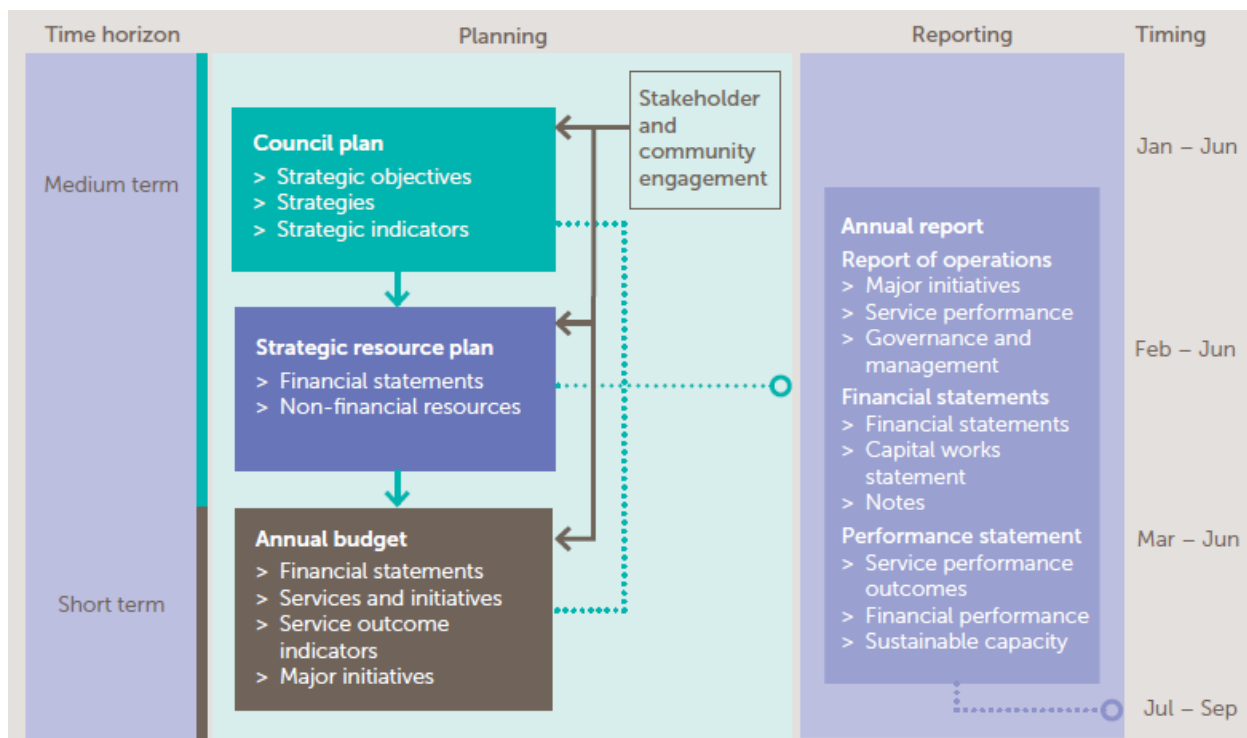 Time horizon
Planning
Reporting
Timing
Medium term
Short term
Council plan
> Strategic objectives
> Strategies
> Strategic indicators
Stakeholder
and
community
engagement
Strategic resource plan
> Financial statements
> Non-financial resources
Annual budget
> Financial statements
> Services and initiatives
> Service outcome
indicators
> Major initiatives
Annual report
Report of operations
> Major initiatives
> Service performance
> Governance and
management
Financial statements
> Financial statements
> Capital works
statement
> Notes
Performance statement
> Service performance
outcomes
> Financial performance
> Sustainable capacity
Jan – Jun
Feb – Jun
Mar – Jun
Jul – Sep